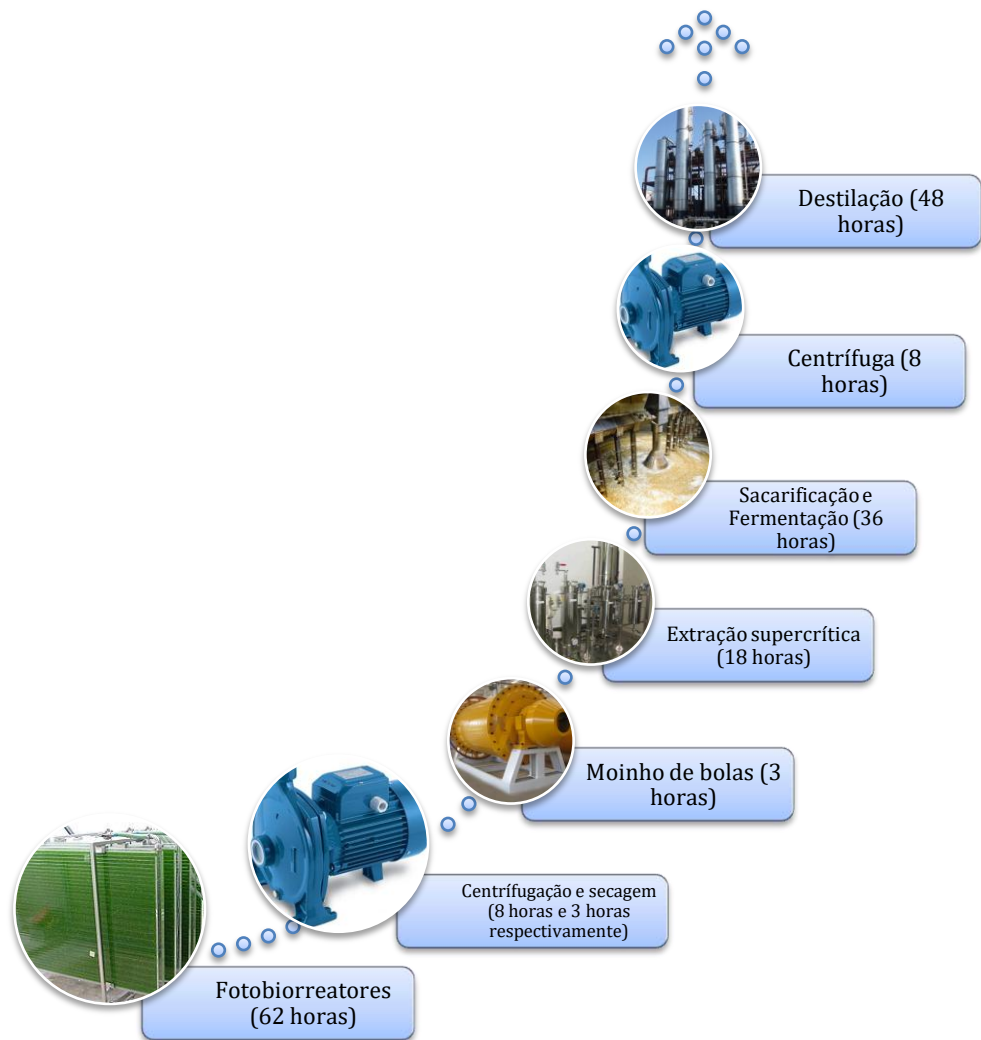 Destilação (48
horas)
Centrífuga (8
horas)
Sacarificação e
Fermentação (36
horas)
Extração supercrítica
(18 horas)
Moinho de bolas (3
horas)
Centrífugação e secagem
(8 horas e 3 horas
respectivamente)
Fotobiorreatores
(62 horas)